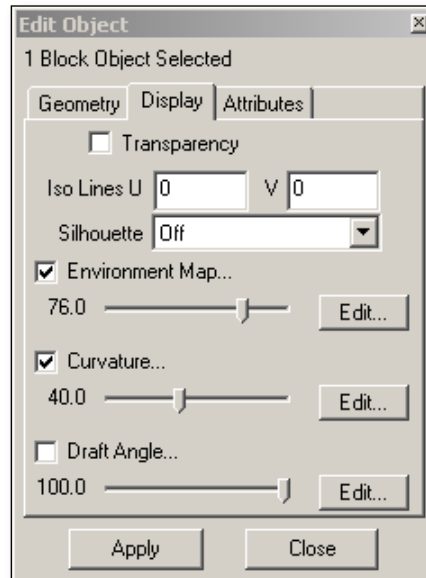 Edit Object
1 Block Object Selected
Geometry Display Attributes
Transparency
Iso Lines U 0 V 0
Silhouette Off
Environment Map...
76.0 Edit...
Curvature...
40.0 Edit...
Draft Angle...
100.0 Edit...
Apply Close